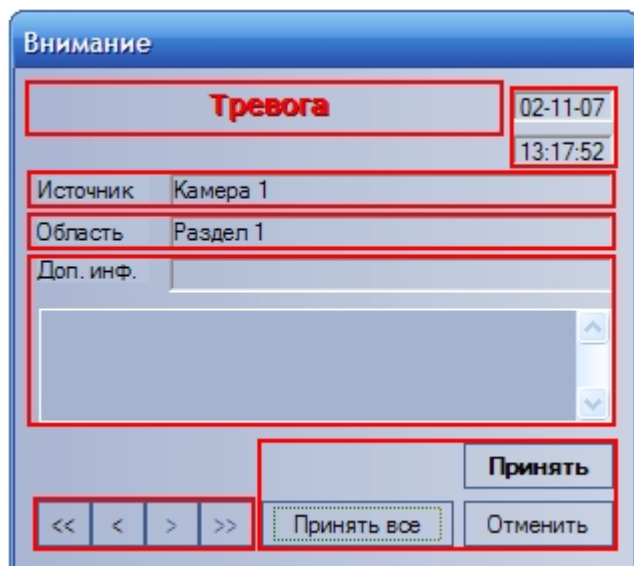 Внимание
Тревога
02-11-07
13:17:52
Источник Камера 1
Область Раздел 1
Доп. инф.
Принять
<< < > >> Принять все Отменить